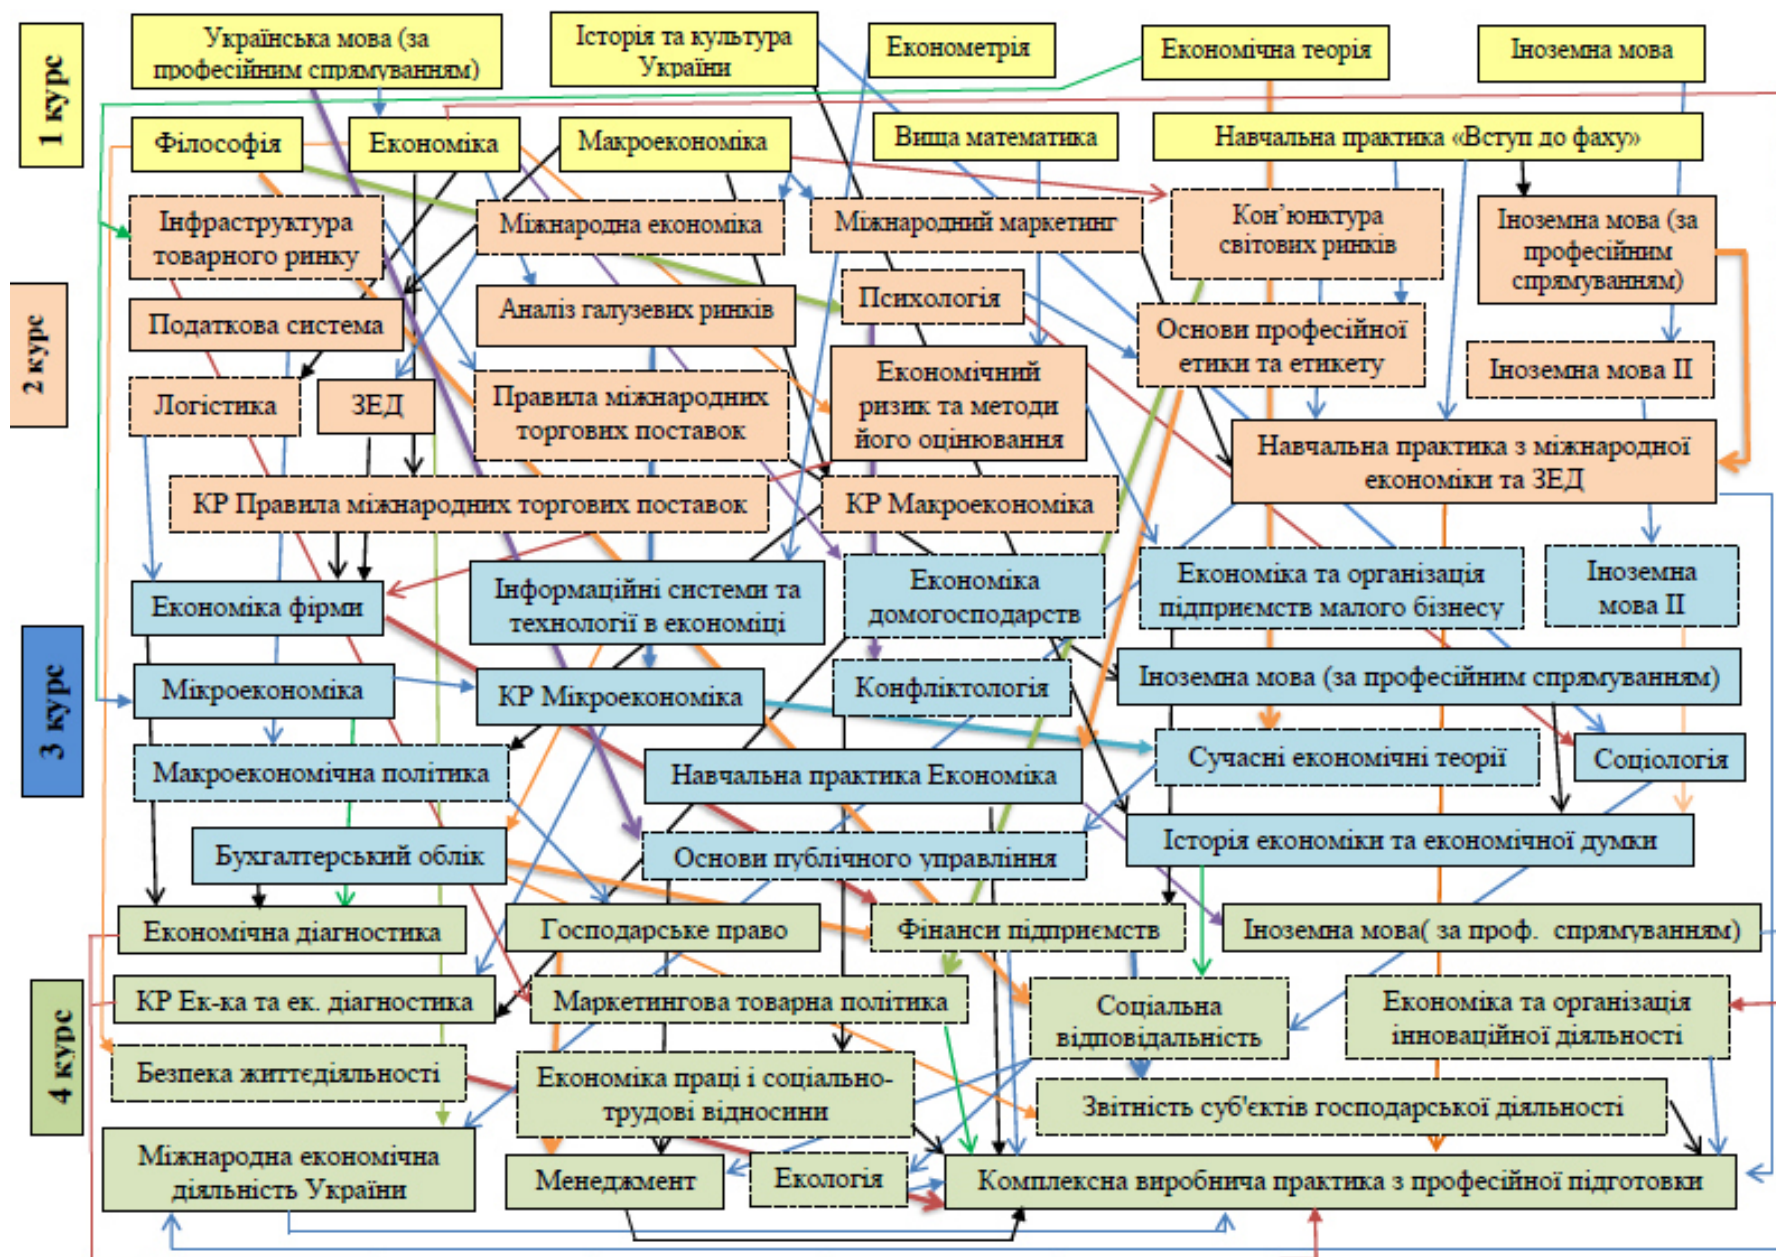 1 курс
Українська мова (за
професійним спрямуванням)
Історія та культура
України
Економетрія
Економічна теорія
Іноземна мова
Філософія
Економіка
Макроекономіка
Вища математика
Навчальна практика «Вступ до фаху»
2 курс
Інфраструктура
товарного ринку
Міжнародна економіка
Міжнародний маркетинг
Кон’юнктура
світових ринків
Іноземна мова (за
професійним
спрямуванням)
Податкова система
Аналіз галузевих ринків
Психологія
Основи професійної
етики та етикету
Логістика
ЗЕД
Правила міжнародних
торгових поставок
Економічний
ризик та методи
його оцінювання
Іноземна мова ІІ
Навчальна практика з міжнародної
економіки та ЗЕД
КР Правила міжнародних торгових поставок
КР Макроекономіка
3 курс
Економіка фірми
Інформаційні системи та
технології в економіці
Економіка
домогосподарств
Економіка та організація
підприємств малого бізнесу
Іноземна
мова ІІ
Мікроекономіка
КР Мікроекономіка
Конфліктологія
Іноземна мова (за професійним спрямуванням)
Макроекономічна політика
Навчальна практика Економіка
Сучасні економічні теорії
Соціологія
Бухгалтерський облік
Основи публічного управління
Історія економіки та економічної думки
4 курс
Економічна діагностика
Господарське право
Фінанси підприємств
Іноземна мова( за проф. спрямуванням)
КР Ек-ка та ек. діагностика
Маркетингова товарна політика
Соціальна
відповідальність
Економіка та організація
інноваційної діяльності
Безпека життєдіяльності
Економіка праці і соціально-
трудові відносини
Звітність суб'єктів господарської діяльності
Міжнародна економічна
діяльність України
Менеджмент
Екологія
Комплексна виробнича практика з професійної підготовки